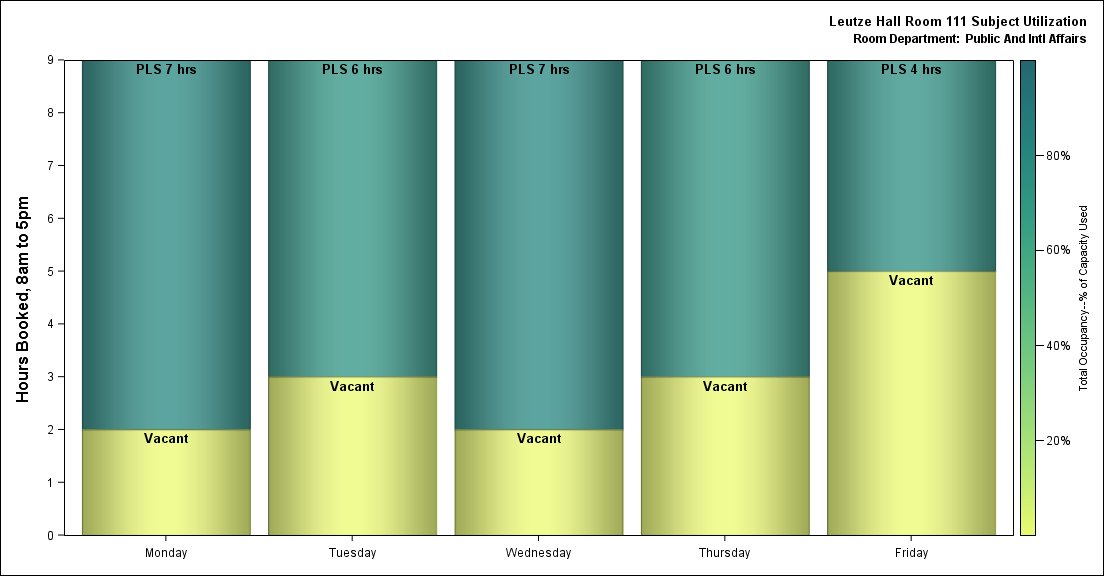 Leutze Hall Room 111 Subject Utilization
Room Department: Public And Intl Affairs
Hours Booked, 8am to 5pm
9
8
7
6
5
4
3
2
1
0
PLS 7 hrs
PLS 6 hrs
PLS 7 hrs
PLS 6 hrs
PLS 4 hrs
Vacant
Vacant
Vacant
Vacant
Vacant
Monday
Tuesday
Wednesday
Thursday
Friday
80%
60%
40%
20%
Total Occupancy--% of Capacity Used